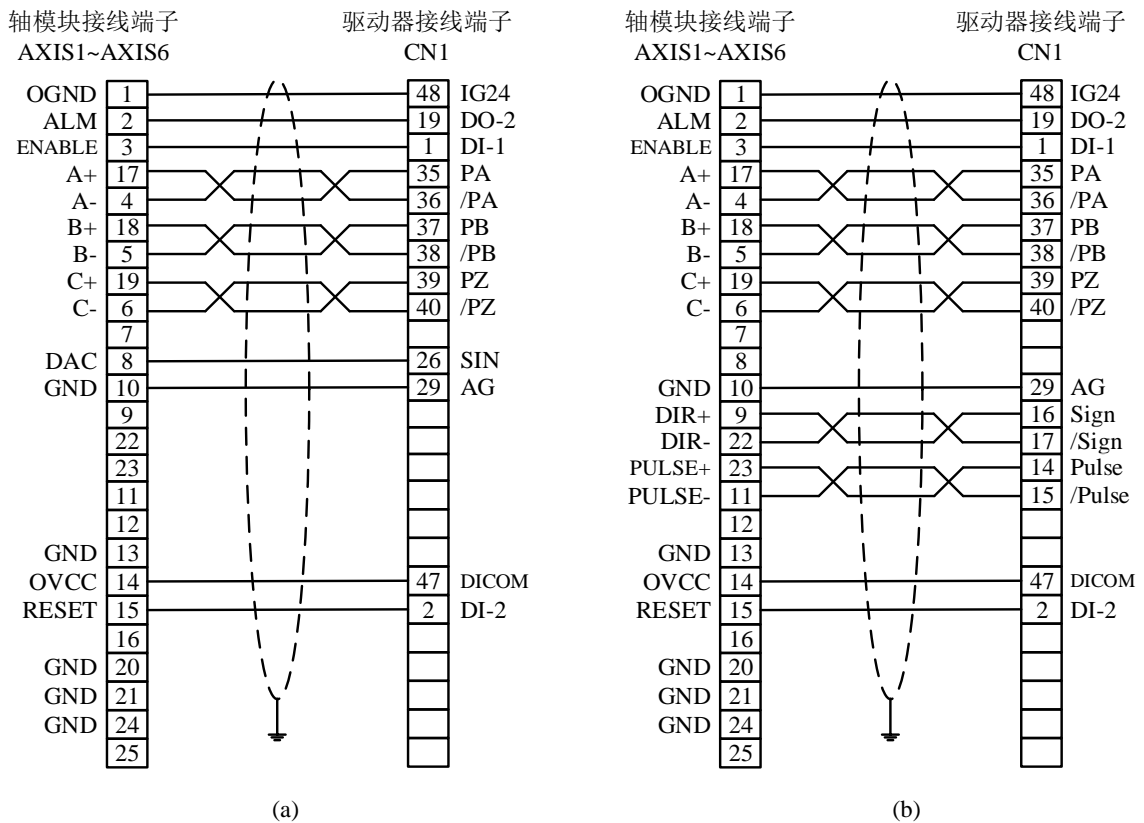 轴模块接线端子 驱动器接线端子
AXIS1~AXIS6 CN1
OGND 1 48 IG24
ALM 2 19 DO-2
ENABLE 3 1 DI-1
A+ 17 35 PA
A- 4 36 /PA
B+ 18 37 PB
B- 5 38 /PB
C+ 19 39 PZ
C- 6 40 /PZ
7
DAC 8 26 SIN
GND 10 29 AG
9
22
23
11
12
GND 13
OVCC 14 47 DICOM
RESET 15 2 DI-2
16
GND 20
GND 21
GND 24
25
(a)
轴模块接线端子 驱动器接线端子
AXIS1~AXIS6 CN1
OGND 1 48 IG24
ALM 2 19 DO-2
ENABLE 3 1 DI-1
A+ 17 35 PA
A- 4 36 /PA
B+ 18 37 PB
B- 5 38 /PB
C+ 19 39 PZ
C- 6 40 /PZ
7
8
GND 10 29 AG
DIR+ 9 16 Sign
DIR- 22 17 /Sign
PULSE+ 23 14 Pulse
PULSE- 11 15 /Pulse
12
GND 13
OVCC 14 47 DICOM
RESET 15 2 DI-2
16
GND 20
GND 21
GND 24
25
(b)